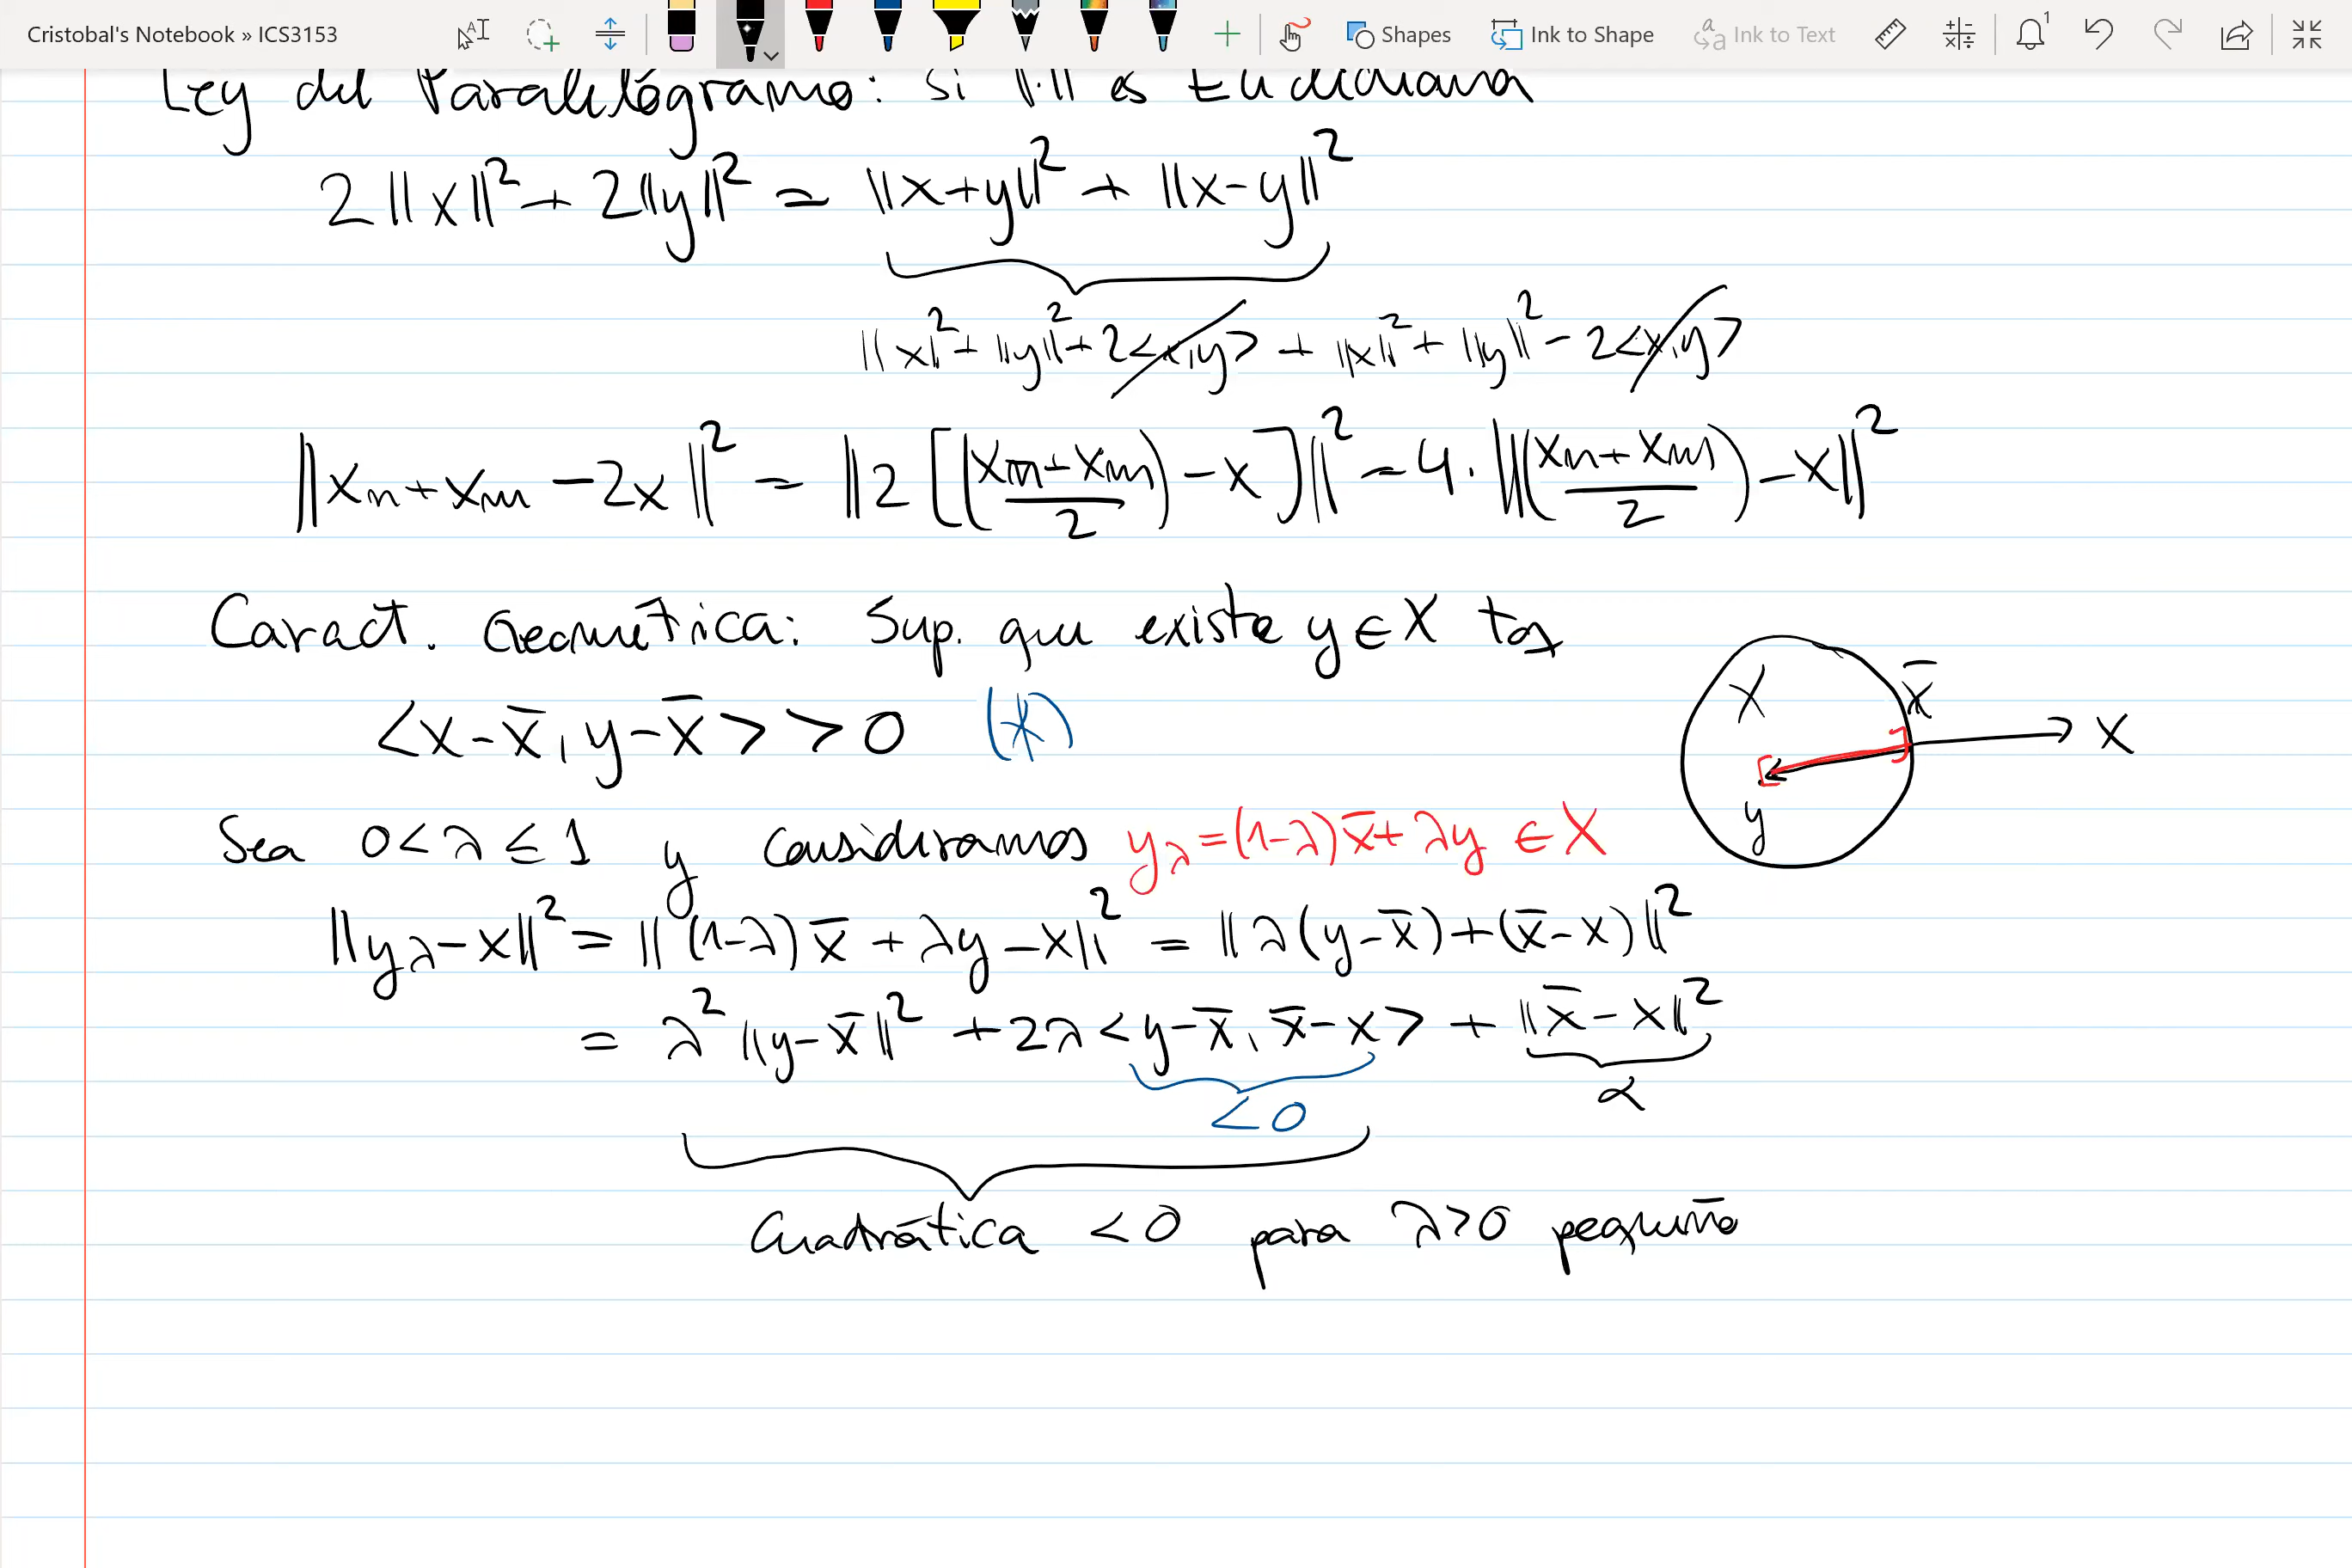 Cristobal's Notebook » ICS3153
Shapes
Ink to Shape
Ink to Text
1
Ley del Paralelógramo: si ||·|| es Euclidiana
2||x||² + 2||y||² = ||x+y||² + ||x-y||²
||x||² + ||y||² + 2<x,y> + ||x||² + ||y||² - 2<x,y>
||xₙ + xₘ - 2x||² = ||2[((xₙ+xₘ)/2) - x]||² = 4·||((xₙ+xₘ)/2) - x||²
Caract. Geométrica: Sup. que existe y ∈ X tq
<x-x̄, y-x̄> > 0 (*)
X x̄ x y
Sea 0<λ≤1 y consideramos y_λ = (1-λ)x̄ + λy ∈ X
||y_λ - x||² = ||(1-λ)x̄ + λy - x||² = ||λ(y-x̄) + (x̄-x)||²
= λ²||y-x̄||² + 2λ<y-x̄, x̄-x> + ||x̄-x||²
<0 α
Cuadrática <0 para λ>0 pequeño